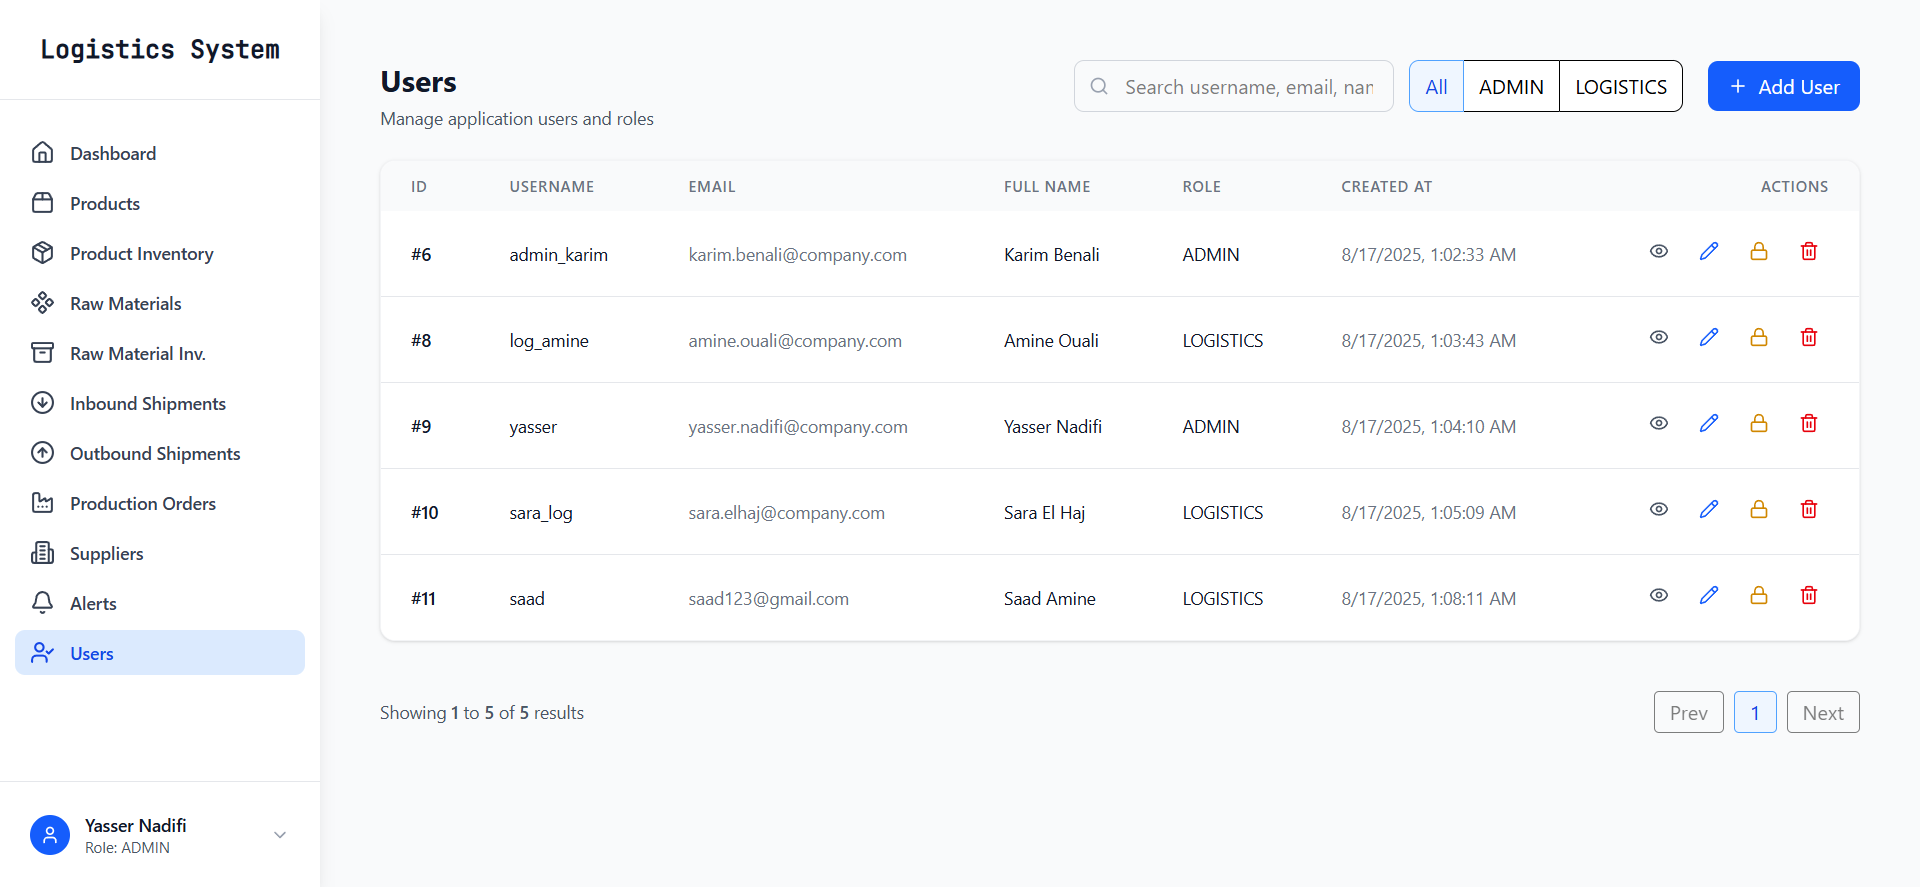 Logistics System
Dashboard
Products
Product Inventory
Raw Materials
Raw Material Inv.
Inbound Shipments
Outbound Shipments
Production Orders
Suppliers
Alerts
Users
Yasser Nadifi
Role: ADMIN
Users
Manage application users and roles
Search username, email, nar
All ADMIN LOGISTICS
+ Add User
ID USERNAME EMAIL FULL NAME ROLE CREATED AT ACTIONS
#6 admin_karim karim.benali@company.com Karim Benali ADMIN 8/17/2025, 1:02:33 AM
#8 log_amine amine.ouali@company.com Amine Ouali LOGISTICS 8/17/2025, 1:03:43 AM
#9 yasser yasser.nadifi@company.com Yasser Nadifi ADMIN 8/17/2025, 1:04:10 AM
#10 sara_log sara.elhaj@company.com Sara El Haj LOGISTICS 8/17/2025, 1:05:09 AM
#11 saad saad123@gmail.com Saad Amine LOGISTICS 8/17/2025, 1:08:11 AM
Showing 1 to 5 of 5 results
Prev 1 Next